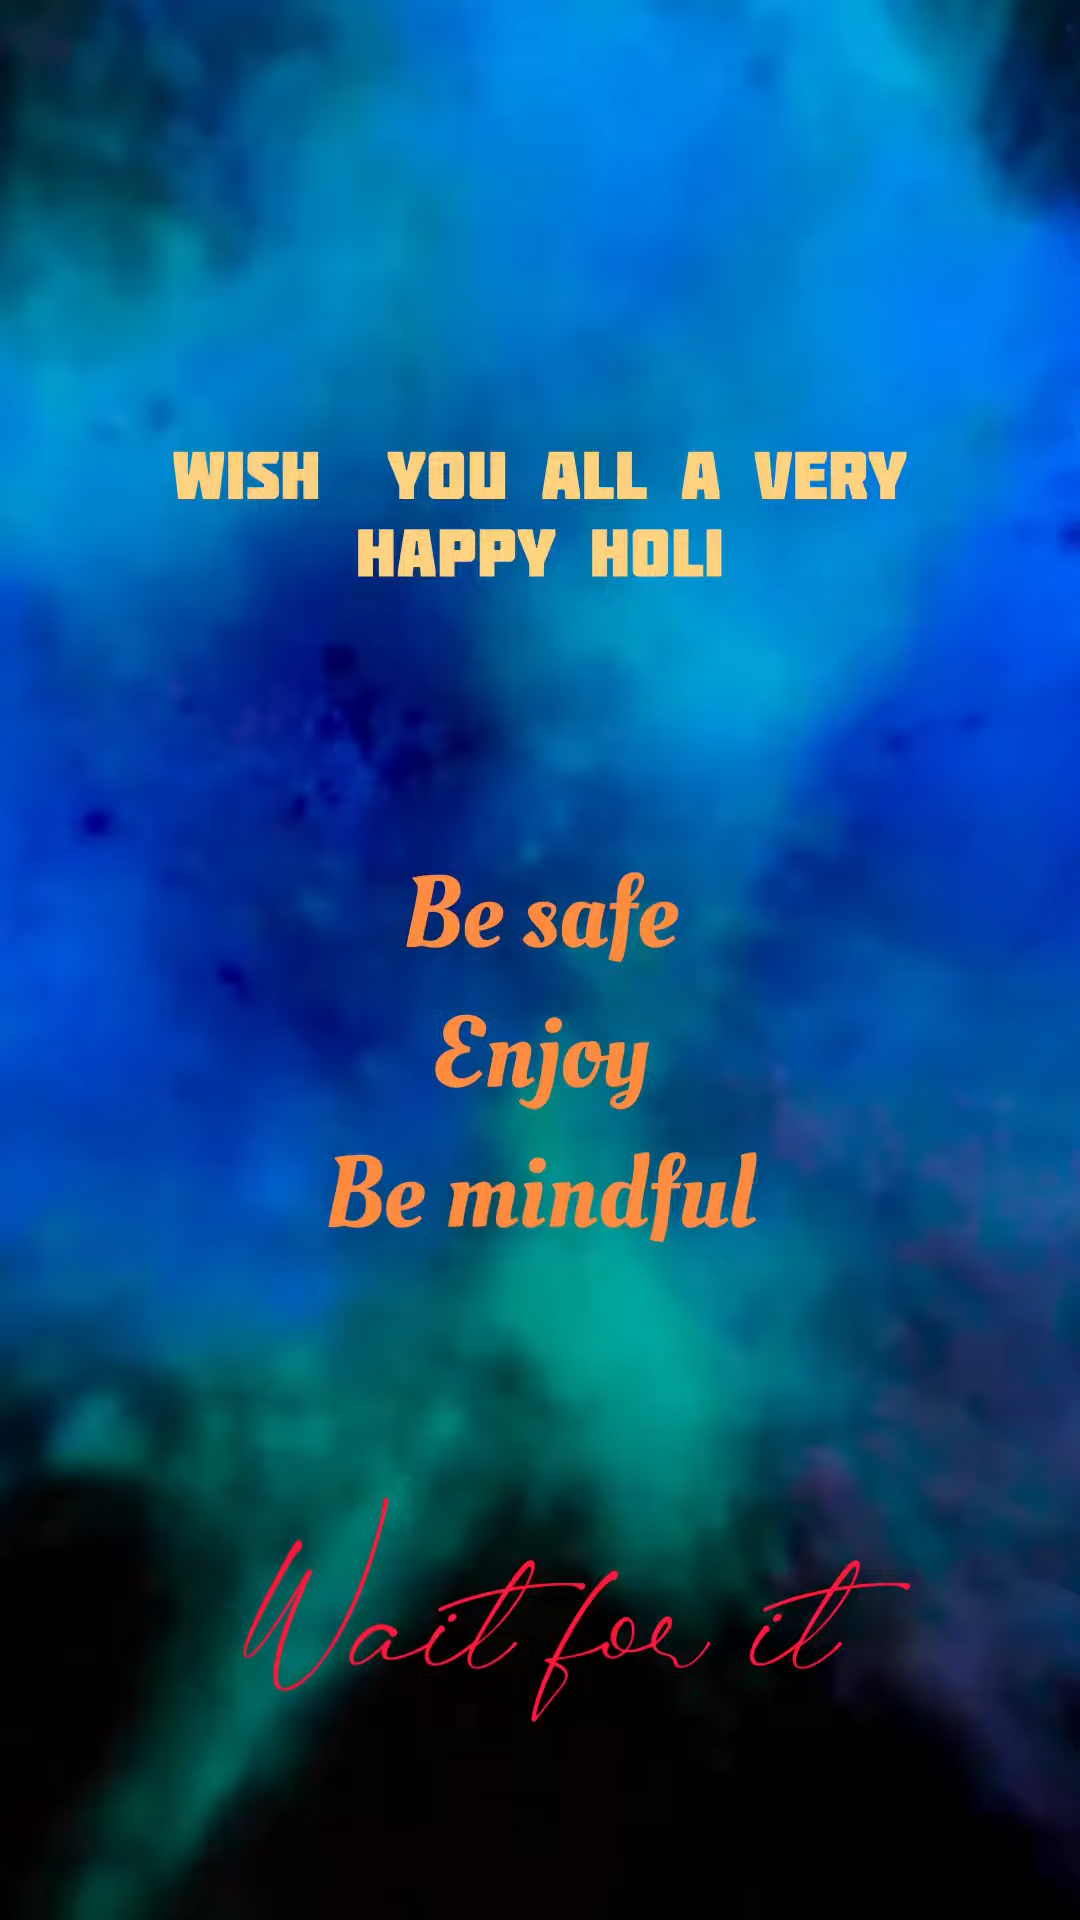 WISH YOU ALL A VERY
HAPPY HOLI
Be safe
Enjoy
Be mindful
Wait for it